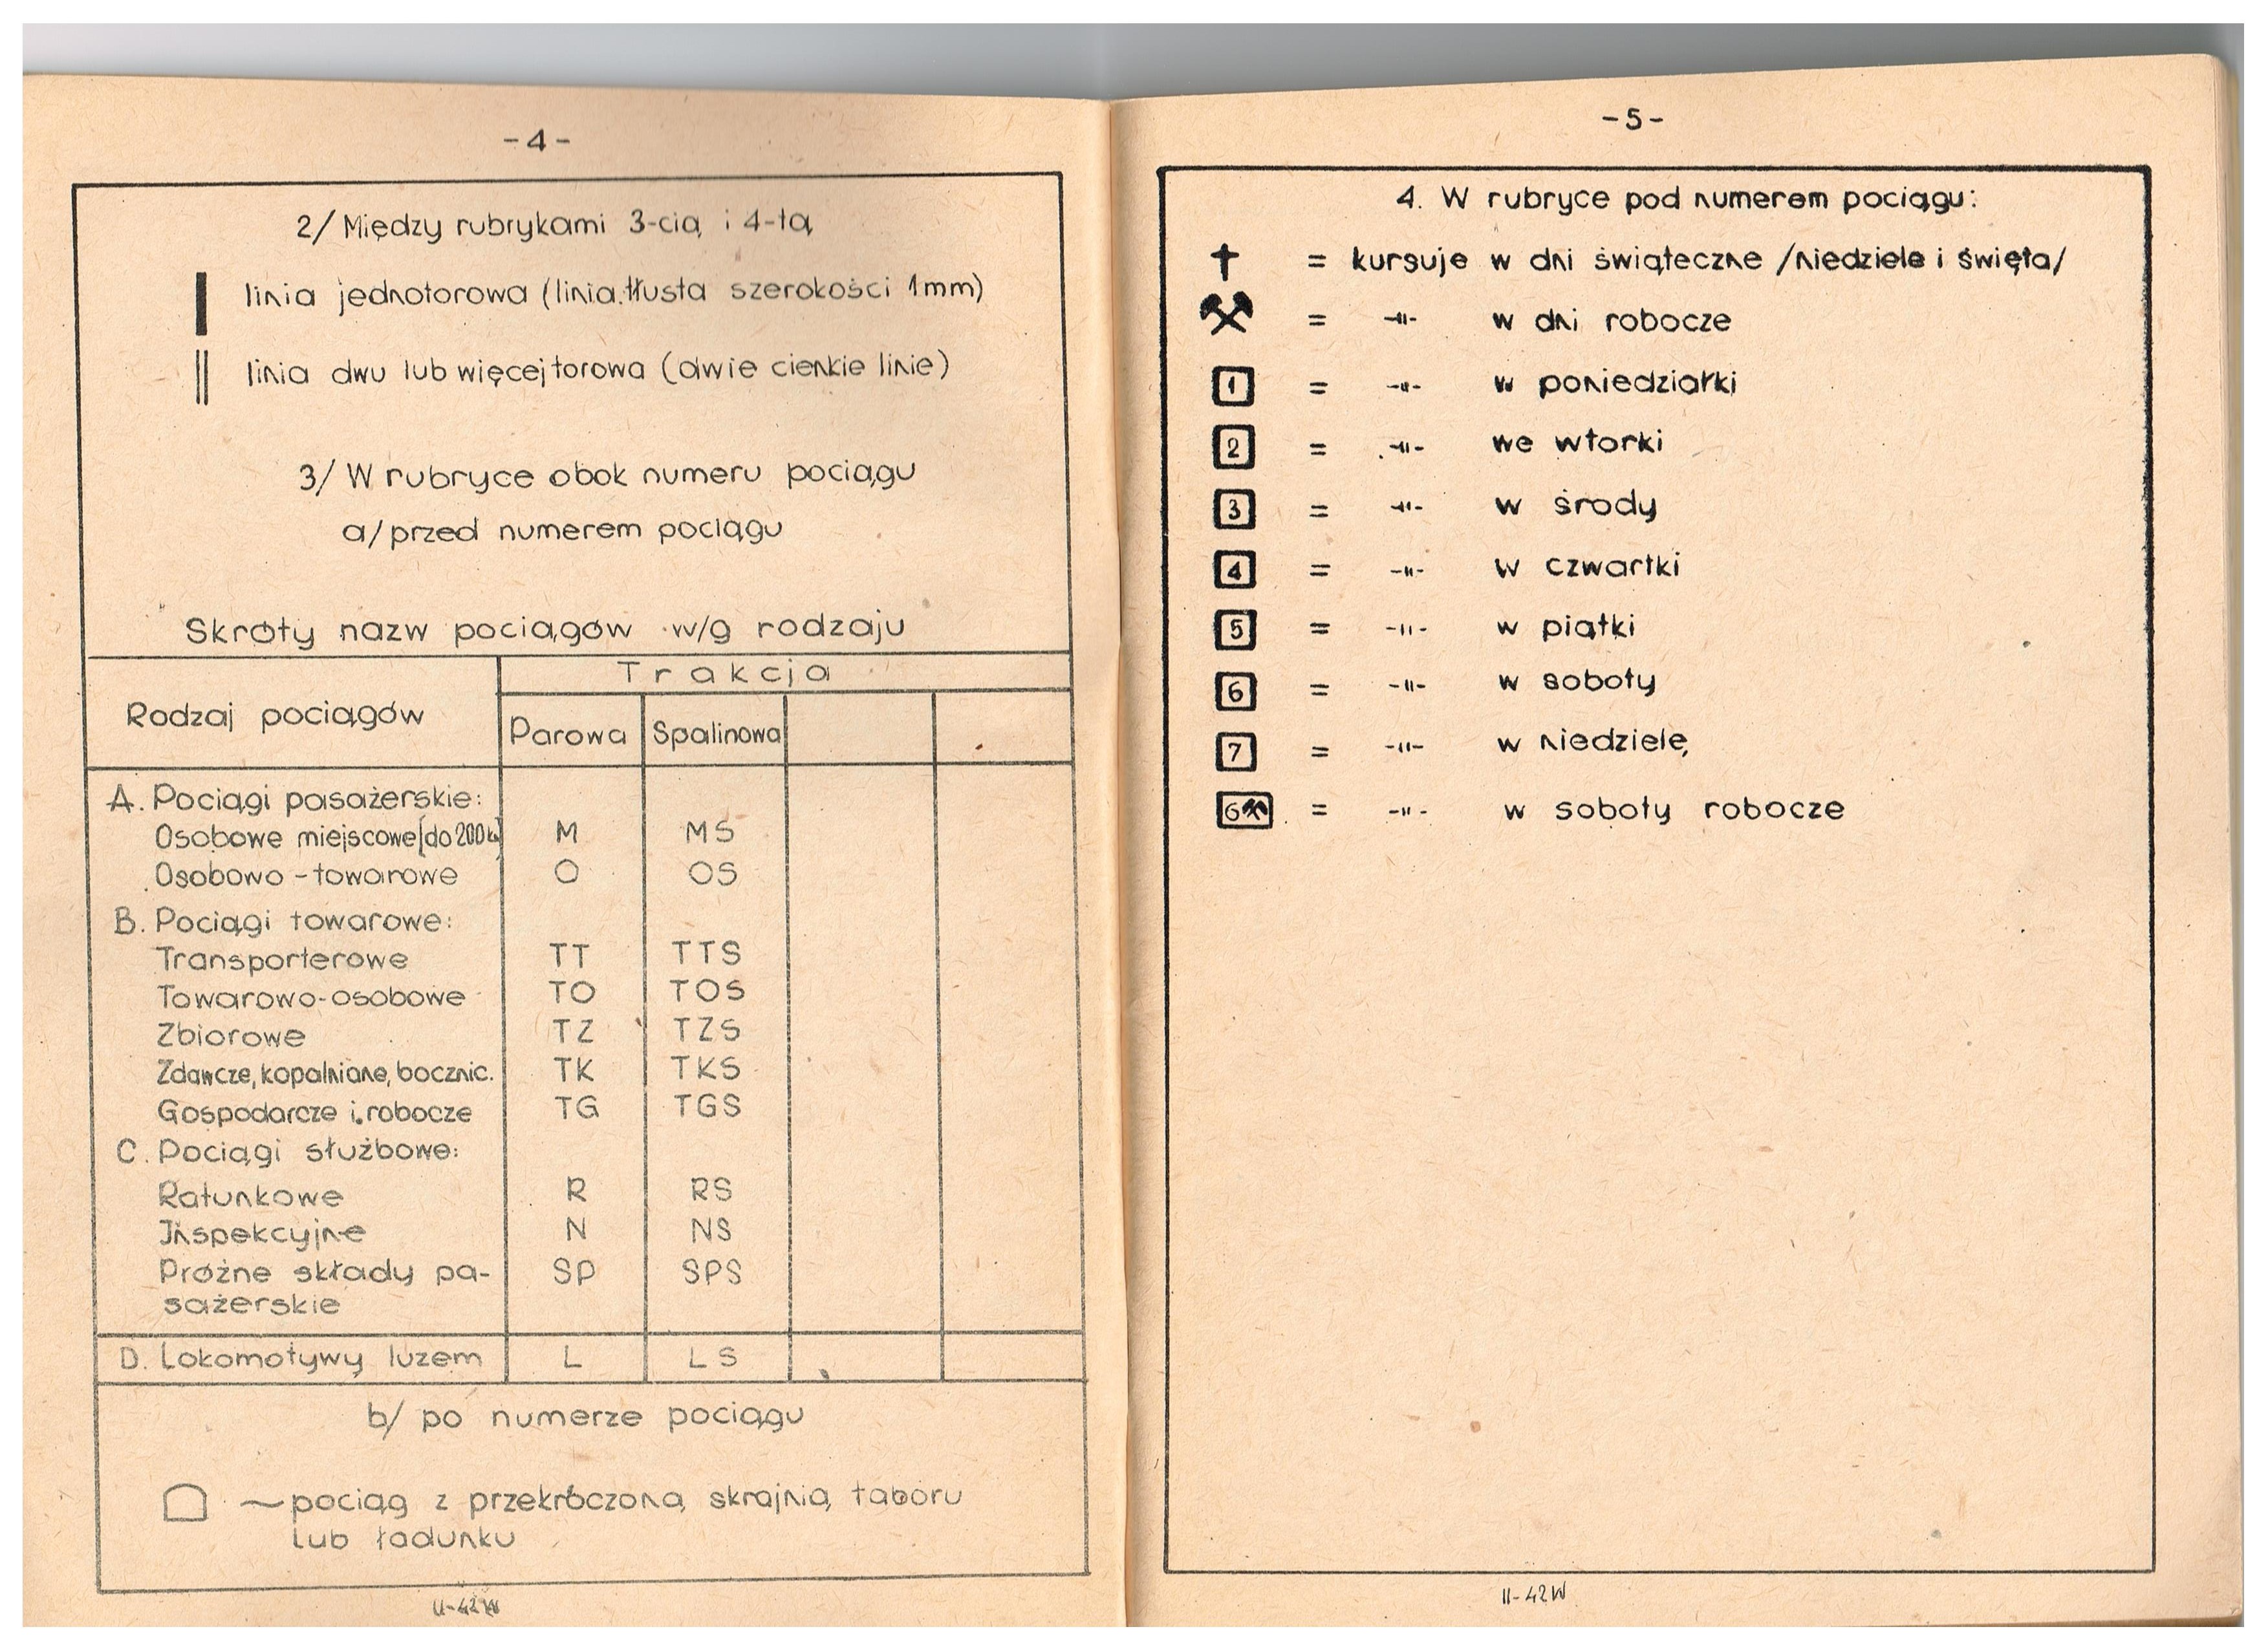 -4-
2/ Między rubrykami 3-cią i 4-tą
linia jednotorowa (linia tłusta szerokości 1mm)
linia dwu lub więcej torowa (dwie cienkie linie)
3/ W rubryce obok numeru pociągu
a/ przed numerem pociągu
Skróty nazw pociągów w/g rodzaju
Rodzaj pociągów
Trakcja
Parowa Spalinowa
A. Pociągi pasażerskie:
Osobowe miejscowe [do 200 M MS
Osobowo-towarowe O OS
B. Pociągi towarowe:
Transporterowe TT TTS
Towarowo-osobowe TO TOS
Zbiorowe TZ TZS
Zdawcze, kopalniane, bocznic. TK TKS
Gospodarcze i robocze TG TGS
C. Pociągi służbowe:
Ratunkowe R RS
Inspekcyjne N NS
Próżne składy pa- SP SPS
sażerskie
D. Lokomotywy luzem L LS
b/ po numerze pociągu
— pociąg z przekróczoną skrajnią taboru
lub ładunku
II-42W
-5-
4. W rubryce pod numerem pociągu:
† = kursuje w dni świąteczne /niedziele i święta/
⚒ = -"- w dni robocze
1 = -"- w poniedziałki
2 = -"- we wtorki
3 = -"- w środy
4 = -"- w czwartki
5 = -"- w piątki
6 = -"- w soboty
7 = -"- w niedzielę
6⚒ = -"- w soboty robocze
II-42W